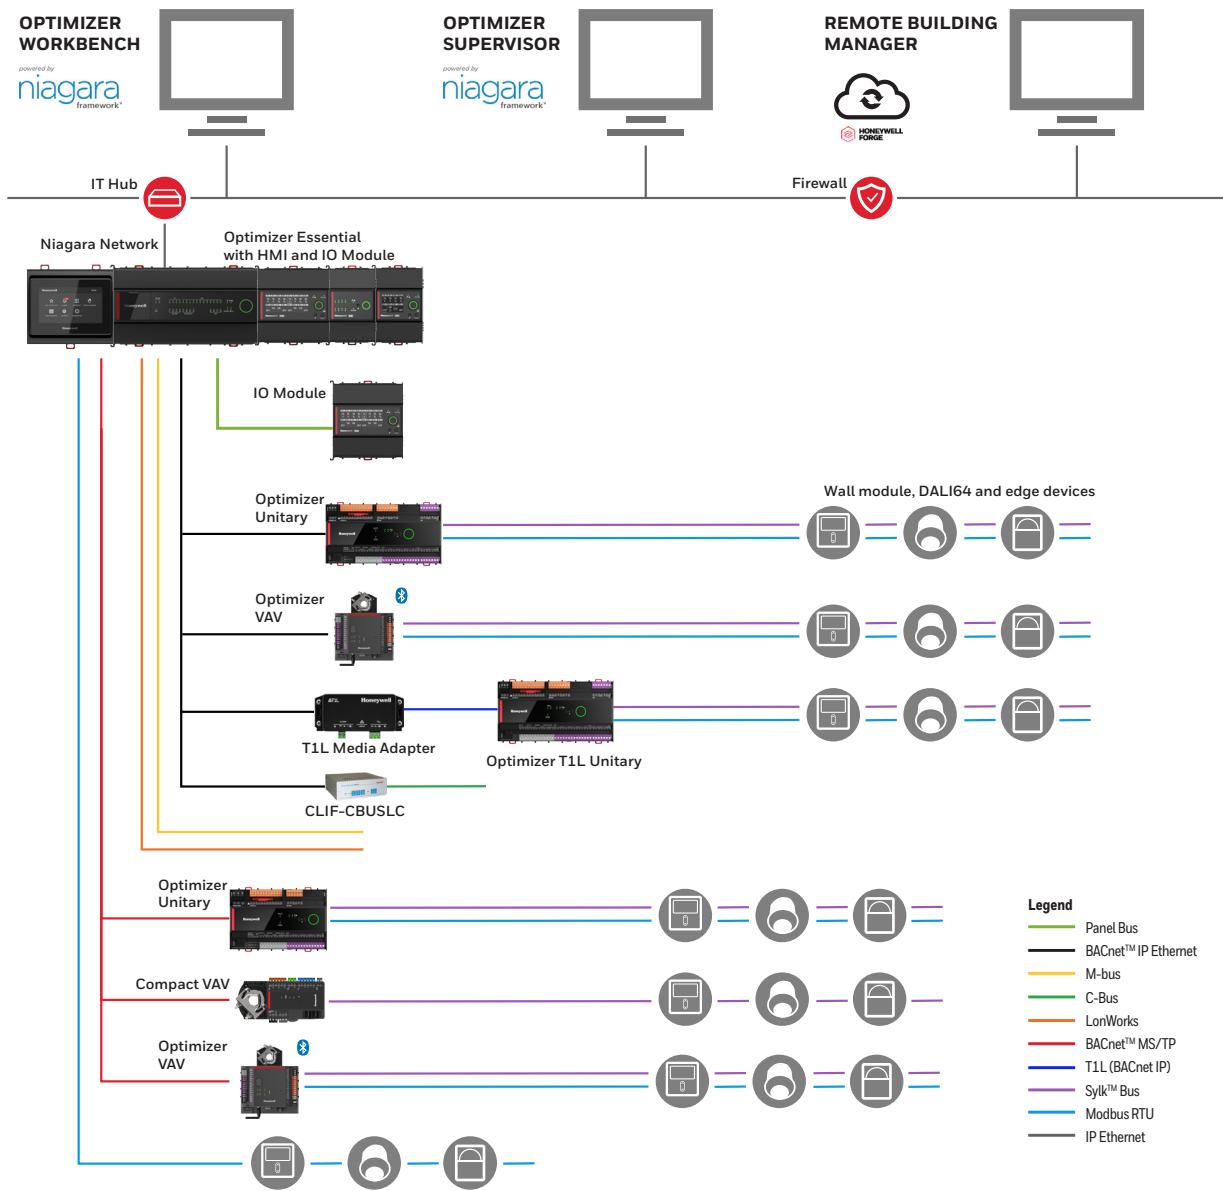 OPTIMIZER
WORKBENCH
powered by
niagara
framework®
OPTIMIZER
SUPERVISOR
powered by
niagara
framework®
REMOTE BUILDING
MANAGER
HONEYWELL
FORGE
IT Hub
Firewall
Niagara Network
Optimizer Essential
with HMI and IO Module
IO Module
Optimizer
Unitary
Wall module, DALI64 and edge devices
Optimizer
VAV
Honeywell
T1L Media Adapter
Optimizer T1L Unitary
CLIF-CBUSLC
Optimizer
Unitary
Compact VAV
Optimizer
VAV
Legend
Panel Bus
BACnet™ IP Ethernet
M-bus
C-Bus
LonWorks
BACnet™ MS/TP
T1L (BACnet IP)
Sylk™ Bus
Modbus RTU
IP Ethernet